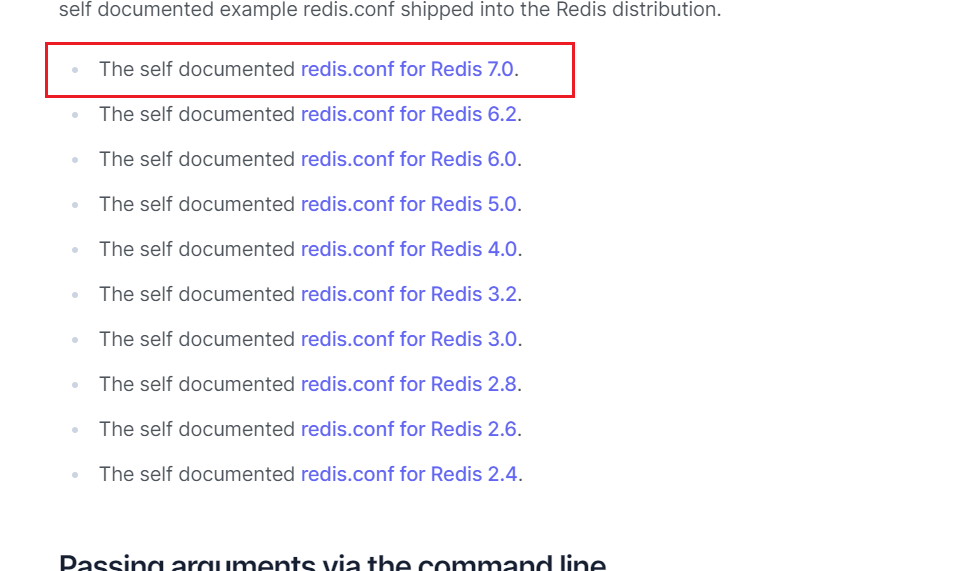 self documented example redis.conf shipped into the Redis distribution.
The self documented redis.conf for Redis 7.0.
The self documented redis.conf for Redis 6.2.
The self documented redis.conf for Redis 6.0.
The self documented redis.conf for Redis 5.0.
The self documented redis.conf for Redis 4.0.
The self documented redis.conf for Redis 3.2.
The self documented redis.conf for Redis 3.0.
The self documented redis.conf for Redis 2.8.
The self documented redis.conf for Redis 2.6.
The self documented redis.conf for Redis 2.4.
Passing arguments via the command line